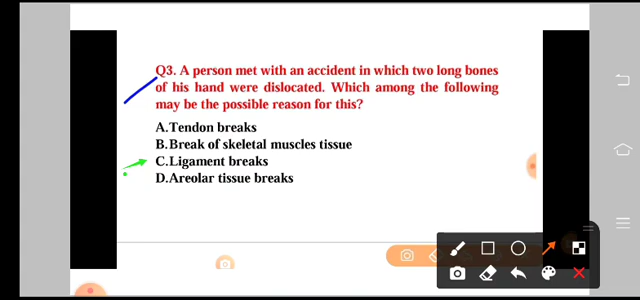 Q3. A person met with an accident in which two long bones
of his hand were dislocated. Which among the following
may be the possible reason for this?
A.Tendon breaks
B.Break of skeletal muscles tissue
C.Ligament breaks
D.Areolar tissue breaks